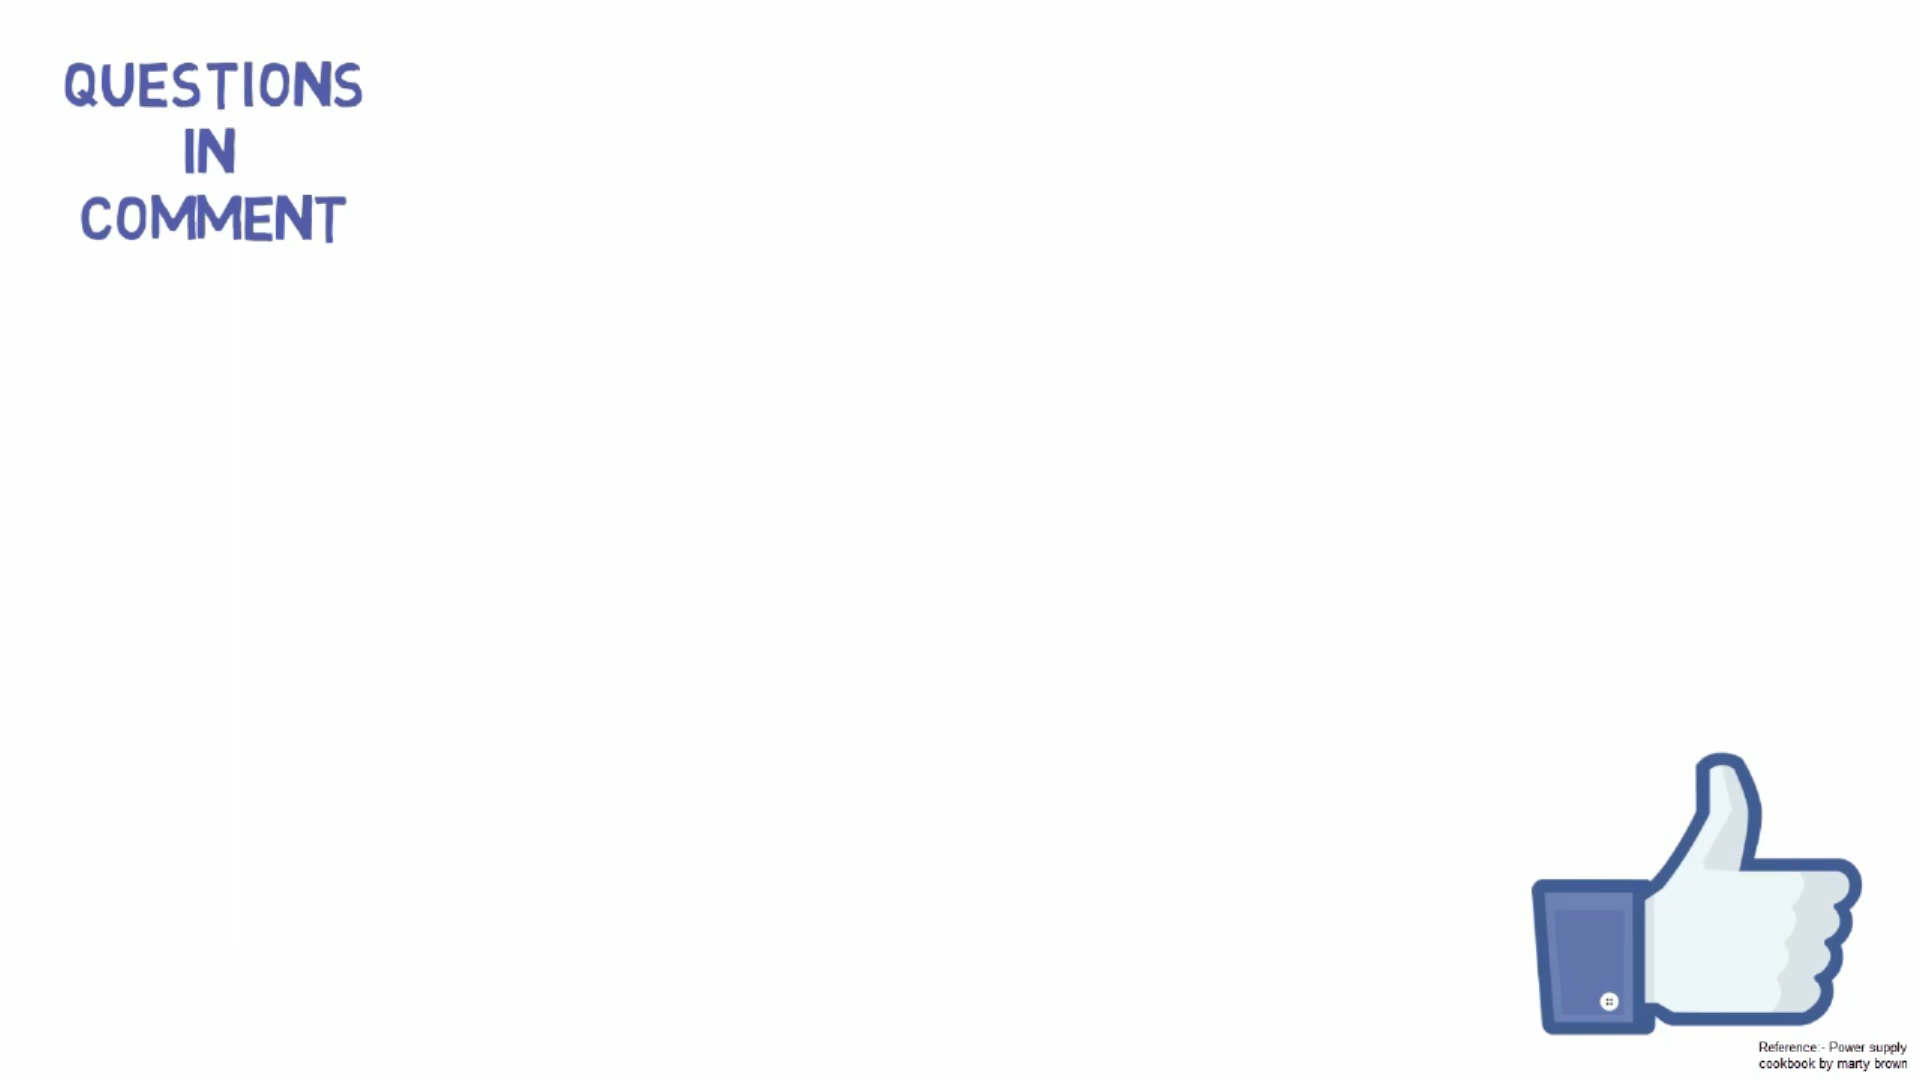 QUESTIONS
IN
COMMENT
Reference:- Power supply
cookbook by marty brown